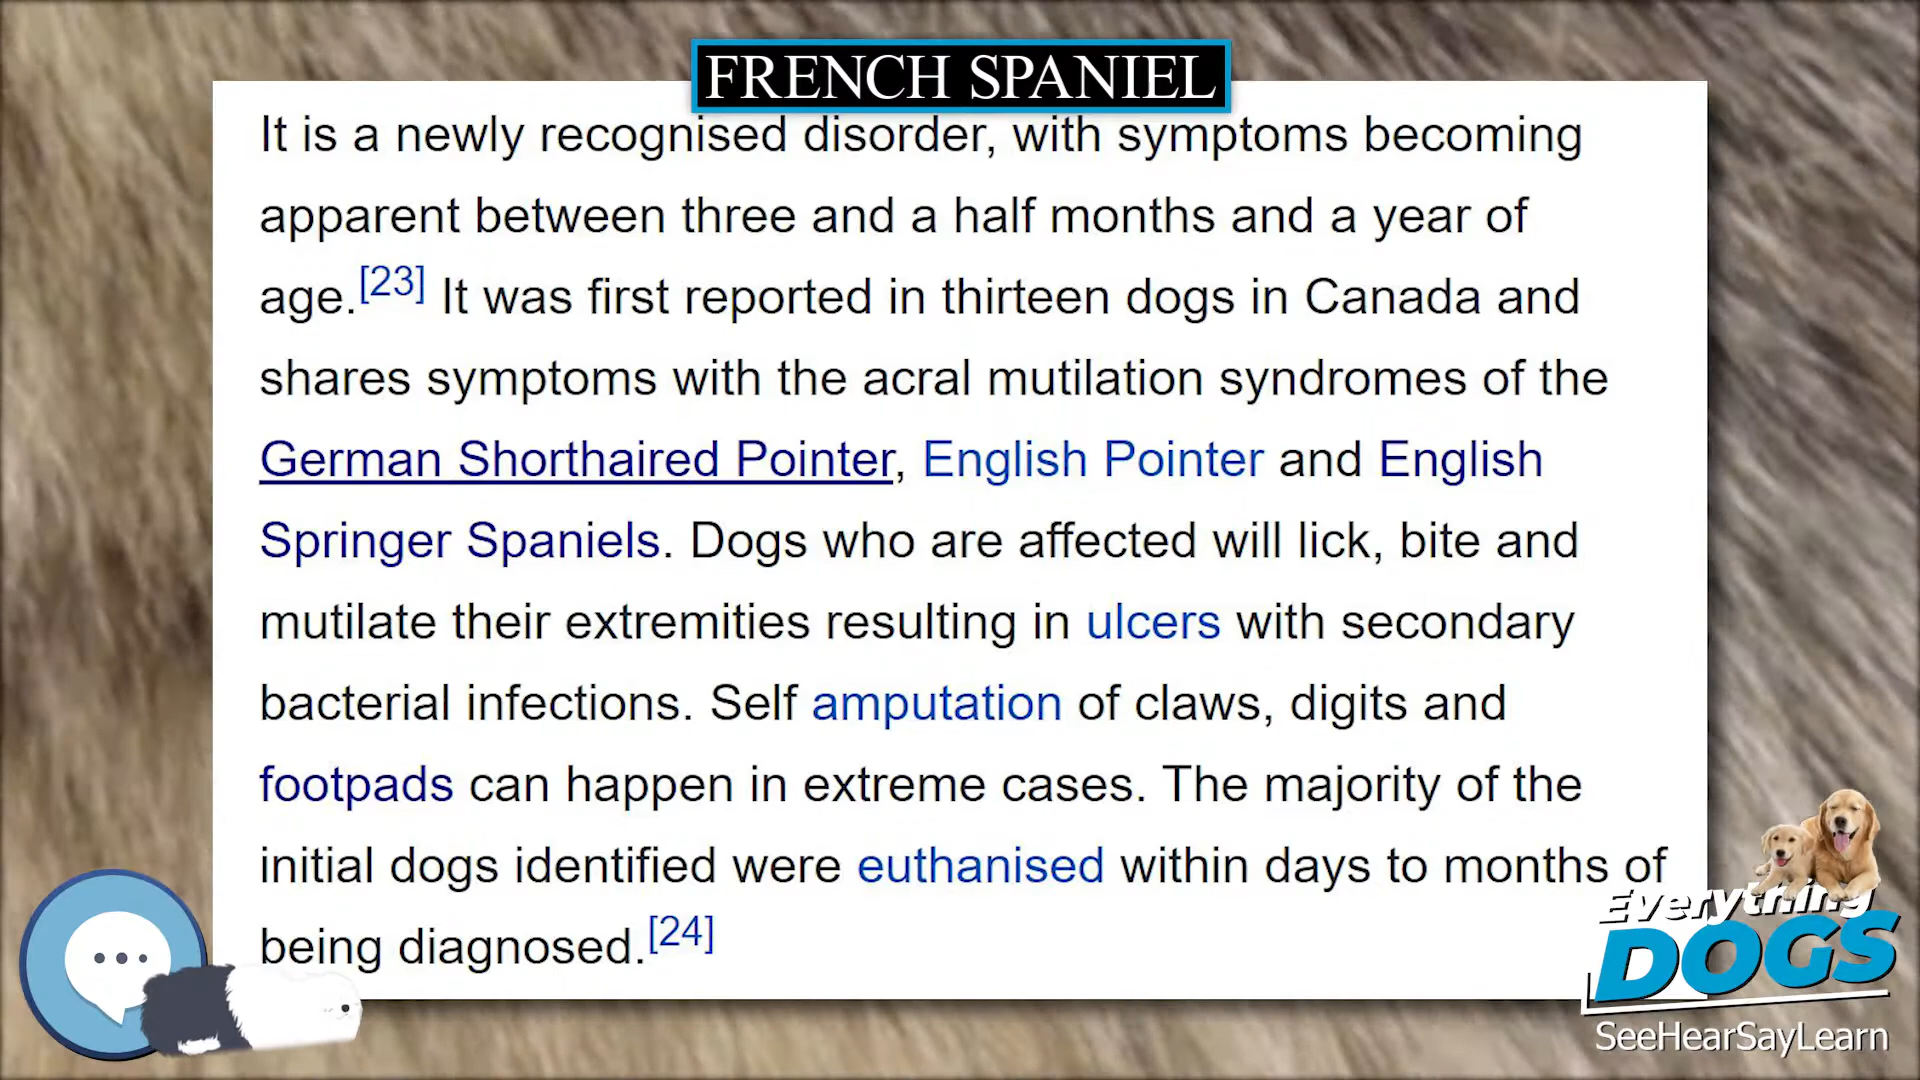 FRENCH SPANIEL
It is a newly recognised disorder, with symptoms becoming
apparent between three and a half months and a year of
age.[23] It was first reported in thirteen dogs in Canada and
shares symptoms with the acral mutilation syndromes of the
German Shorthaired Pointer, English Pointer and English
Springer Spaniels. Dogs who are affected will lick, bite and
mutilate their extremities resulting in ulcers with secondary
bacterial infections. Self amputation of claws, digits and
footpads can happen in extreme cases. The majority of the
initial dogs identified were euthanised within days to months of
being diagnosed.[24]
Everything
DOGS
SeeHearSayLearn